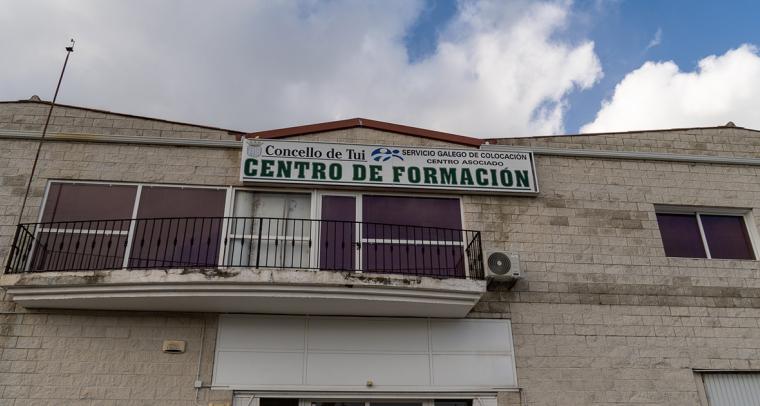 Concello de Tui
SERVICIO GALEGO DE COLOCACIÓN
CENTRO ASOCIADO
CENTRO DE FORMACIÓN